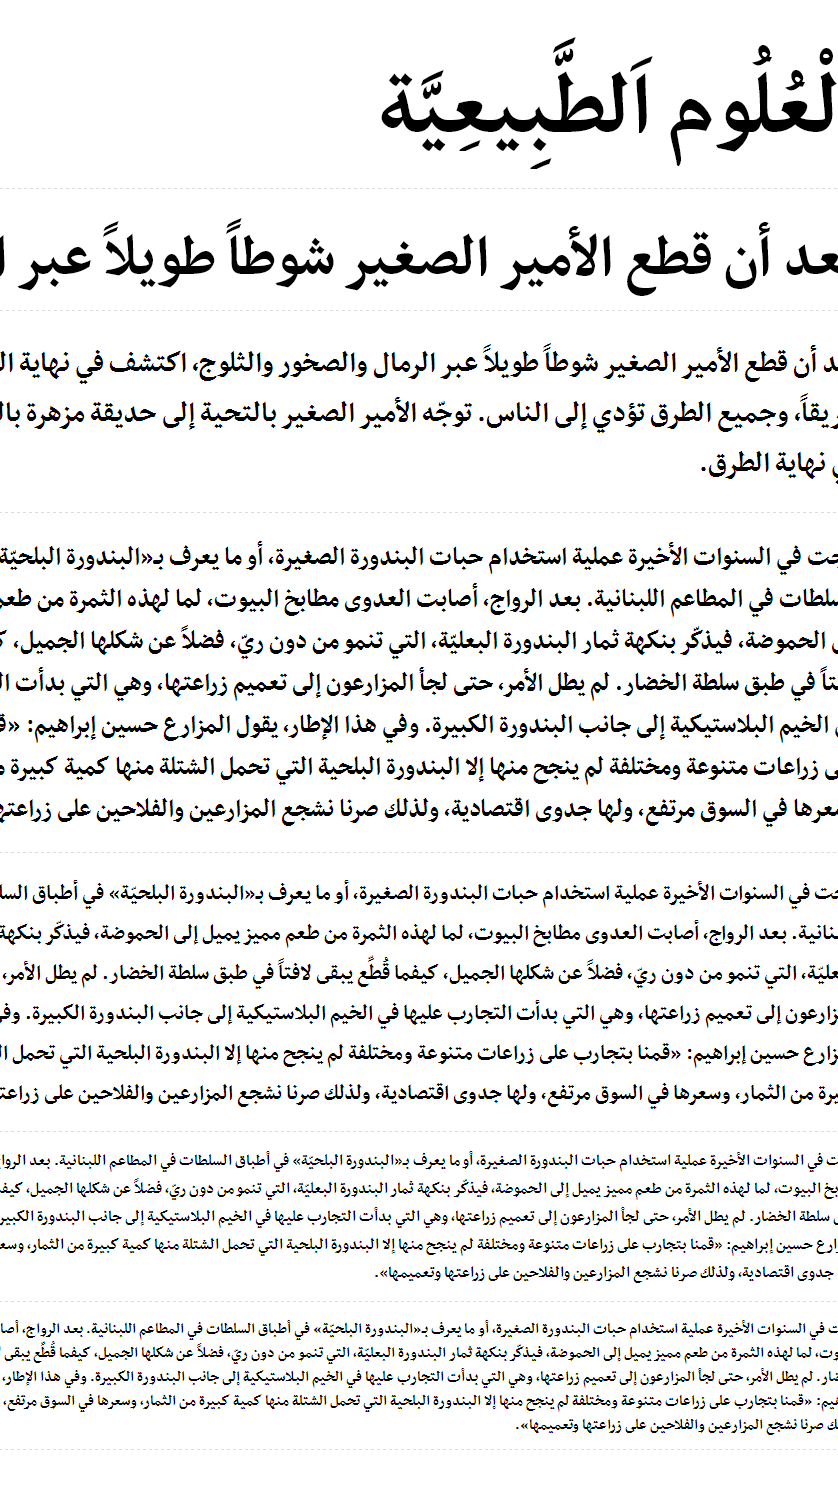 لْعُلُوم اَلطَّبِيعِيَّة
عد أن قطع الأمير الصغير شوطاً طويلاً عبر ا
د أن قطع الأمير الصغير شوطاً طويلاً عبر الرمال والصخور والثلوج، اكتشف في نهاية ال
ريقاً، وجميع الطرق تؤدي إلى الناس. توجّه الأمير الصغير بالتحية إلى حديقة مزهرة بال
ي نهاية الطرق.
جت في السنوات الأخيرة عملية استخدام حبات البندورة الصغيرة، أو ما يعرف بـ«البندورة البلحيّة
سلطات في المطاعم اللبنانية. بعد الرواج، أصابت العدوى مطابخ البيوت، لما لهذه الثمرة من طعم
ى الحموضة، فيذكّر بنكهة ثمار البندورة البعليّة، التي تنمو من دون ريّ، فضلاً عن شكلها الجميل، ك
تاً في طبق سلطة الخضار. لم يطل الأمر، حتى لجأ المزارعون إلى تعميم زراعتها، وهي التي بدأت ال
ي الخيم البلاستيكية إلى جانب البندورة الكبيرة. وفي هذا الإطار، يقول المزارع حسين إبراهيم: «ق
ى زراعات متنوعة ومختلفة لم ينجح منها إلا البندورة البلحية التي تحمل الشتلة منها كمية كبيرة م
معرها في السوق مرتفع، ولها جدوى اقتصادية، ولذلك صرنا نشجع المزارعين والفلاحين على زراعته
جت في السنوات الأخيرة عملية استخدام حبات البندورة الصغيرة، أو ما يعرف بـ«البندورة البلحيّة» في أطباق السل
نانية. بعد الرواج، أصابت العدوى مطابخ البيوت، لما لهذه الثمرة من طعم مميز يميل إلى الحموضة، فيذكّر بنكهة
عليّة، التي تنمو من دون ريّ، فضلاً عن شكلها الجميل، كيفما قُطِّع يبقى لافتاً في طبق سلطة الخضار. لم يطل الأمر،
زارعون إلى تعميم زراعتها، وهي التي بدأت التجارب عليها في الخيم البلاستيكية إلى جانب البندورة الكبيرة. وفي
زارع حسين إبراهيم: «قمنا بتجارب على زراعات متنوعة ومختلفة لم ينجح منها إلا البندورة البلحية التي تحمل ال
يرة من الثمار، وسعرها في السوق مرتفع، ولها جدوى اقتصادية، ولذلك صرنا نشجع المزارعين والفلاحين على زراعت
ت في السنوات الأخيرة عملية استخدام حبات البندورة الصغيرة، أو ما يعرف بـ«البندورة البلحيّة» في أطباق السلطات في المطاعم اللبنانية. بعد الروا
بخ البيوت، لما لهذه الثمرة من طعم مميز يميل إلى الحموضة، فيذكّر بنكهة ثمار البندورة البعليّة، التي تنمو من دون ريّ، فضلاً عن شكلها الجميل، كيف
ق سلطة الخضار. لم يطل الأمر، حتى لجأ المزارعون إلى تعميم زراعتها، وهي التي بدأت التجارب عليها في الخيم البلاستيكية إلى جانب البندورة الكبير
زارع حسين إبراهيم: «قمنا بتجارب على زراعات متنوعة ومختلفة لم ينجح منها إلا البندورة البلحية التي تحمل الشتلة منها كمية كبيرة من الثمار، وسع
جدوى اقتصادية، ولذلك صرنا نشجع المزارعين والفلاحين على زراعتها وتعميمها».
ت في السنوات الأخيرة عملية استخدام حبات البندورة الصغيرة، أو ما يعرف بـ«البندورة البلحيّة» في أطباق السلطات في المطاعم اللبنانية. بعد الرواج، أصا
وت، لما لهذه الثمرة من طعم مميز يميل إلى الحموضة، فيذكّر بنكهة ثمار البندورة البعليّة، التي تنمو من دون ريّ، فضلاً عن شكلها الجميل، كيفما قُطِّع يبقى
ضار. لم يطل الأمر، حتى لجأ المزارعون إلى تعميم زراعتها، وهي التي بدأت التجارب عليها في الخيم البلاستيكية إلى جانب البندورة الكبيرة. وفي هذا الإطار،
هيم: «قمنا بتجارب على زراعات متنوعة ومختلفة لم ينجح منها إلا البندورة البلحية التي تحمل الشتلة منها كمية كبيرة من الثمار، وسعرها في السوق مرتفع،
ك صرنا نشجع المزارعين والفلاحين على زراعتها وتعميمها».